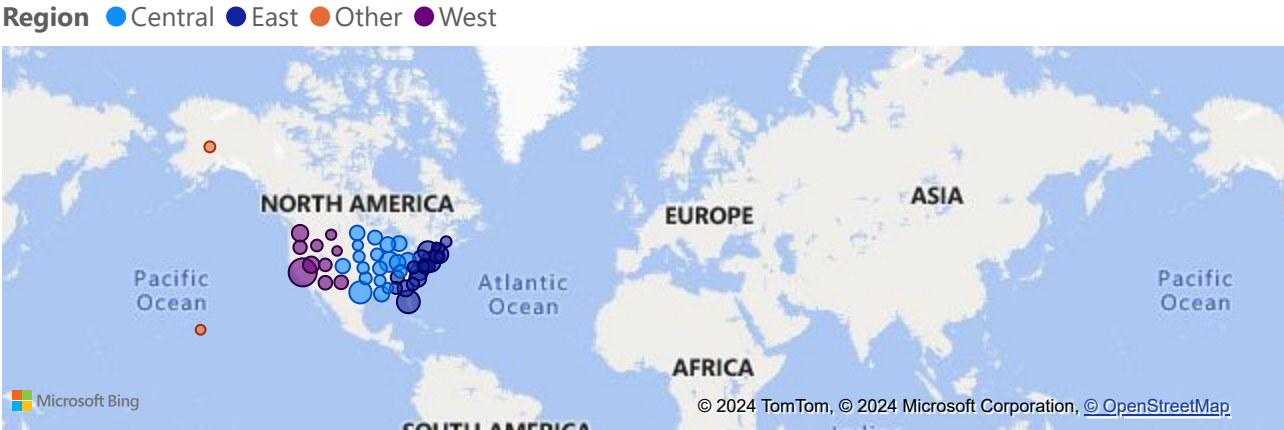 Region Central East Other West
NORTH AMERICA
EUROPE
ASIA
Pacific
Ocean
Atlantic
Ocean
Pacific
Ocean
AFRICA
Microsoft Bing
© 2024 TomTom, © 2024 Microsoft Corporation, © OpenStreetMap
SOUTH AMERICA